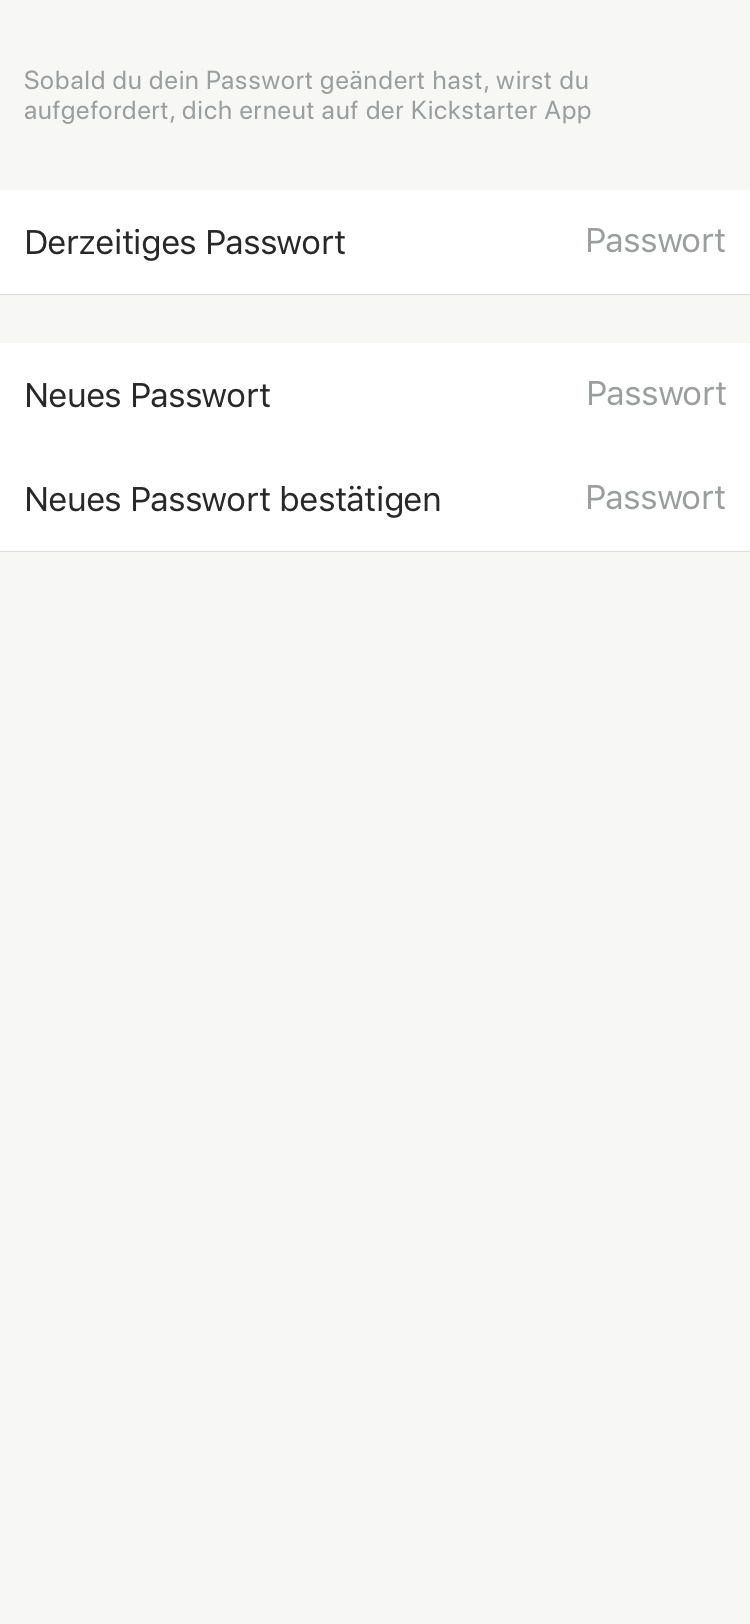 Sobald du dein Passwort geändert hast, wirst du
aufgefordert, dich erneut auf der Kickstarter App
Derzeitiges Passwort Passwort
Neues Passwort Passwort
Neues Passwort bestätigen Passwort